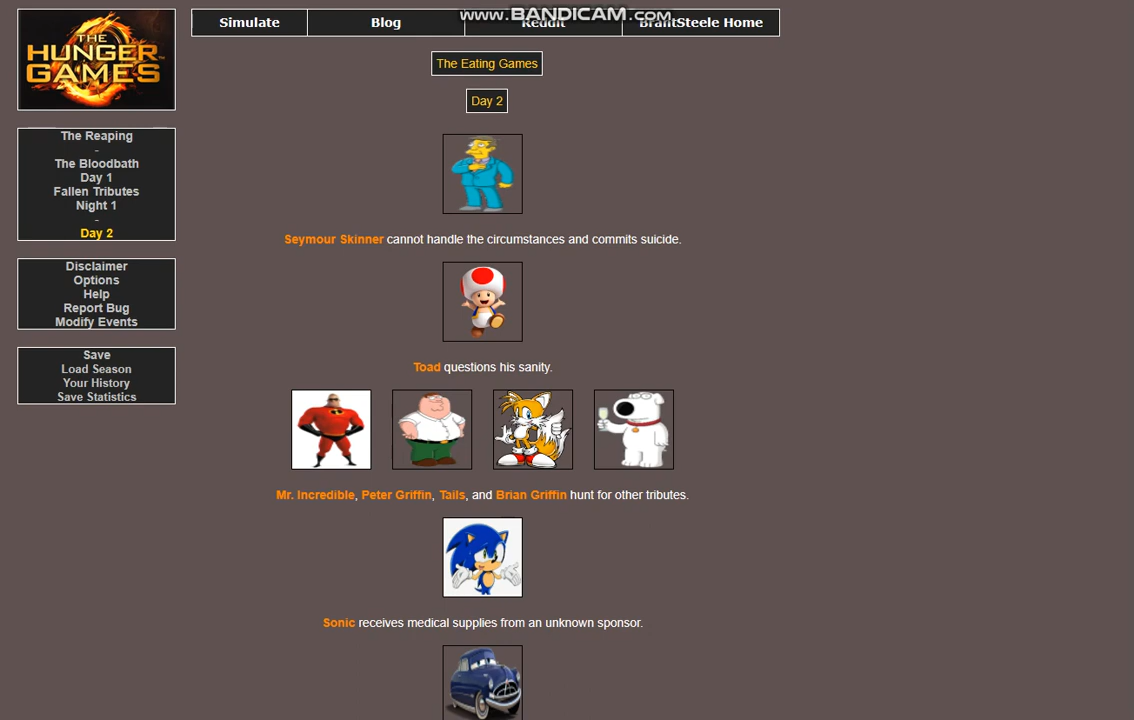 www.BANDICAM.com
Simulate
Blog
Reddit
BrantSteele Home
THE
HUNGER
GAMES
The Reaping
-
The Bloodbath
Day 1
Fallen Tributes
Night 1
-
Day 2
Disclaimer
Options
Help
Report Bug
Modify Events
Save
Load Season
Your History
Save Statistics
The Eating Games
Day 2
Seymour Skinner cannot handle the circumstances and commits suicide.
Toad questions his sanity.
Mr. Incredible, Peter Griffin, Tails, and Brian Griffin hunt for other tributes.
Sonic receives medical supplies from an unknown sponsor.